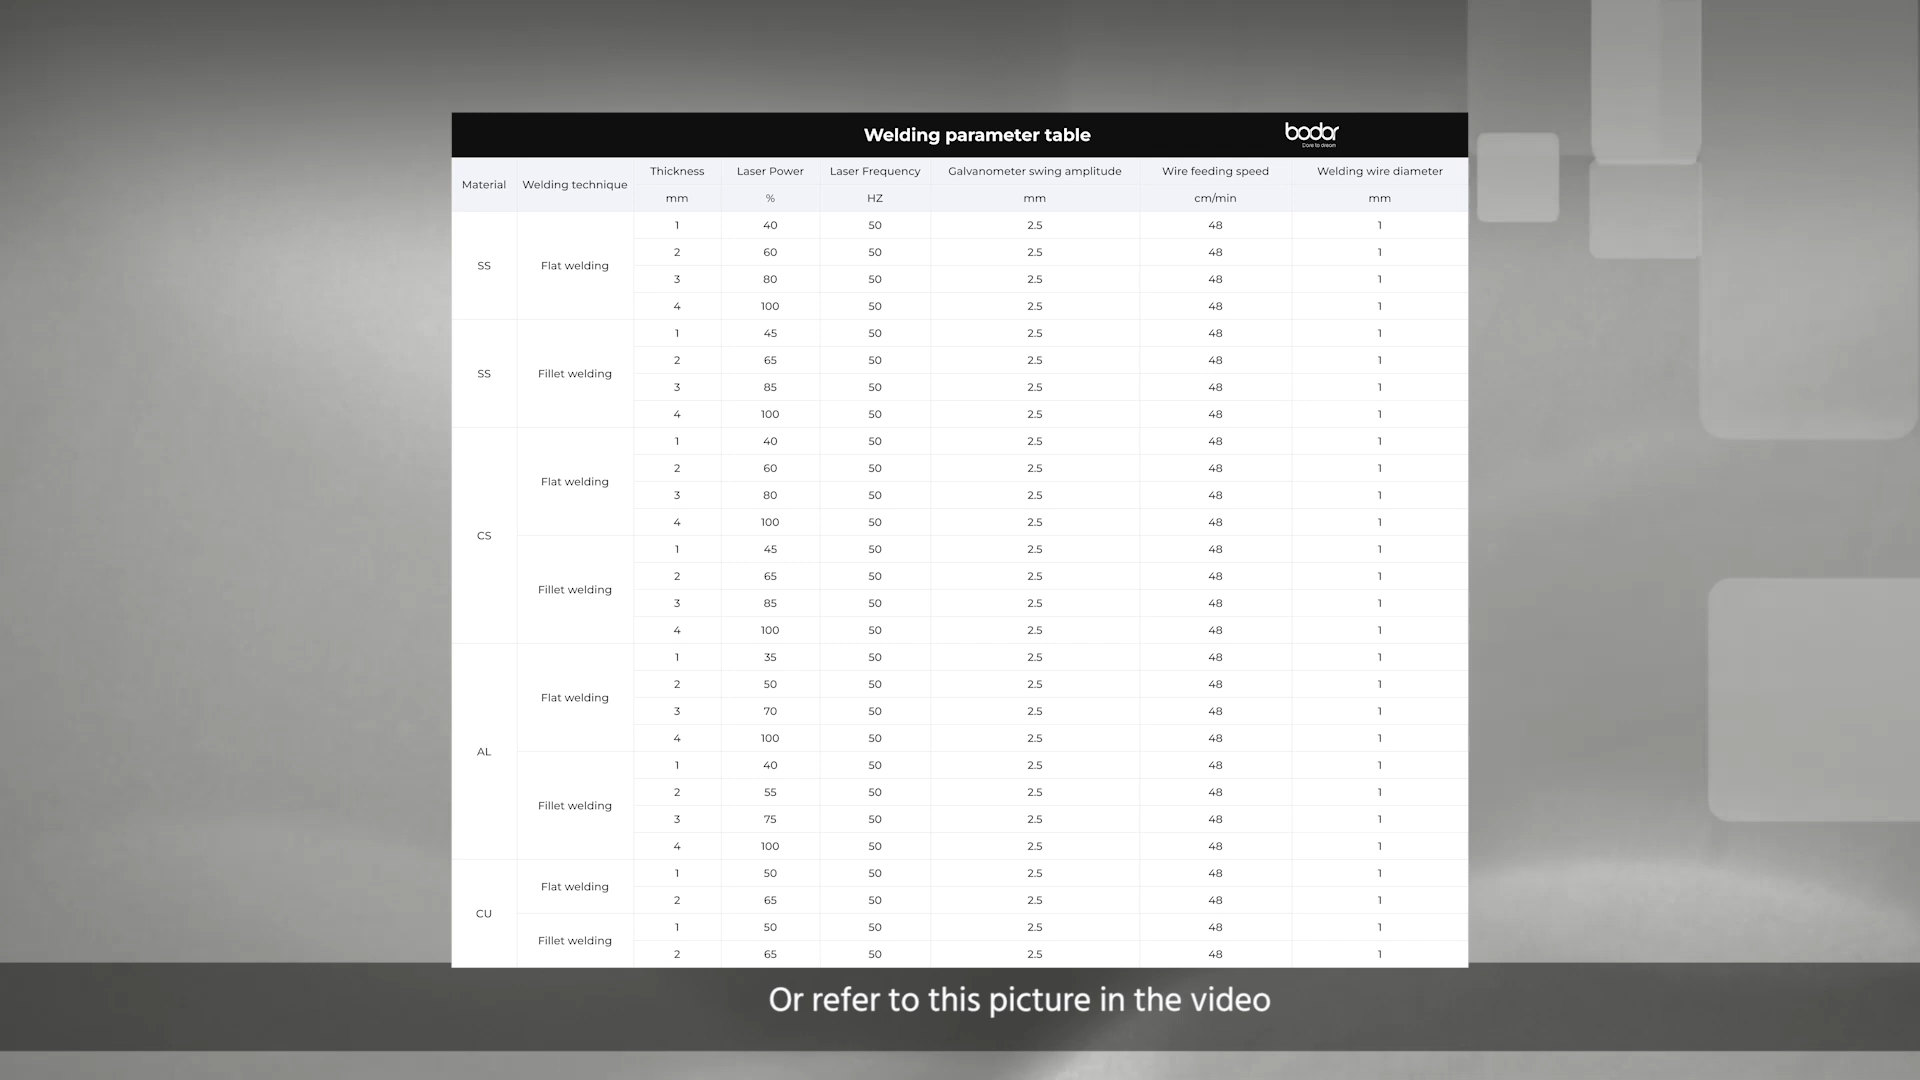 Welding parameter table
bodor
Dare to dream
Material Welding technique Thickness Laser Power Laser Frequency Galvanometer swing amplitude Wire feeding speed Welding wire diameter
mm % HZ mm cm/min mm
SS Flat welding
1 40 50 2.5 48 1
2 60 50 2.5 48 1
3 80 50 2.5 48 1
4 100 50 2.5 48 1
SS Fillet welding
1 45 50 2.5 48 1
2 65 50 2.5 48 1
3 85 50 2.5 48 1
4 100 50 2.5 48 1
CS
Flat welding
1 40 50 2.5 48 1
2 60 50 2.5 48 1
3 80 50 2.5 48 1
4 100 50 2.5 48 1
Fillet welding
1 45 50 2.5 48 1
2 65 50 2.5 48 1
3 85 50 2.5 48 1
4 100 50 2.5 48 1
AL
Flat welding
1 35 50 2.5 48 1
2 50 50 2.5 48 1
3 70 50 2.5 48 1
4 100 50 2.5 48 1
Fillet welding
1 40 50 2.5 48 1
2 55 50 2.5 48 1
3 75 50 2.5 48 1
4 100 50 2.5 48 1
CU
Flat welding
1 50 50 2.5 48 1
2 65 50 2.5 48 1
Fillet welding
1 50 50 2.5 48 1
2 65 50 2.5 48 1
Or refer to this picture in the video